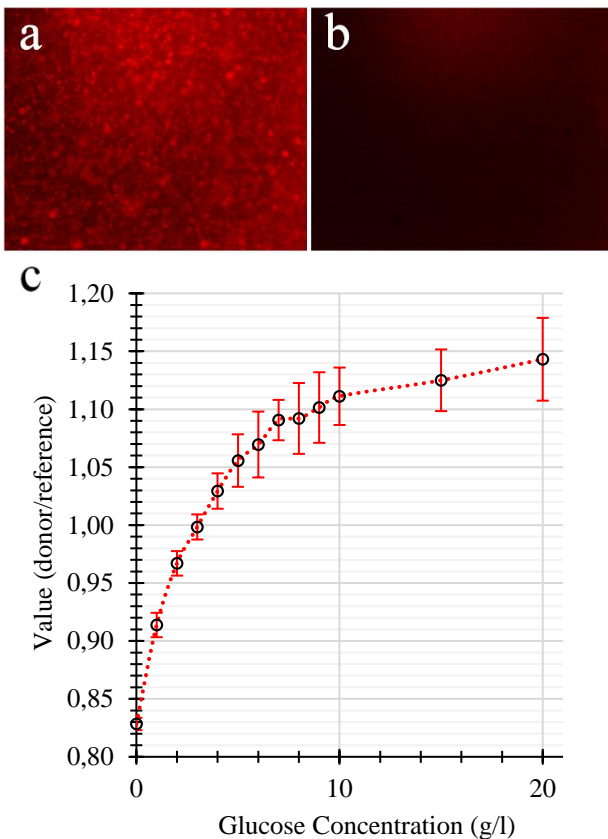 a
b
c
1,20
1,15
1,10
1,05
1,00
0,95
0,90
0,85
0,80
Value (donor/reference)
0 10 20
Glucose Concentration (g/l)